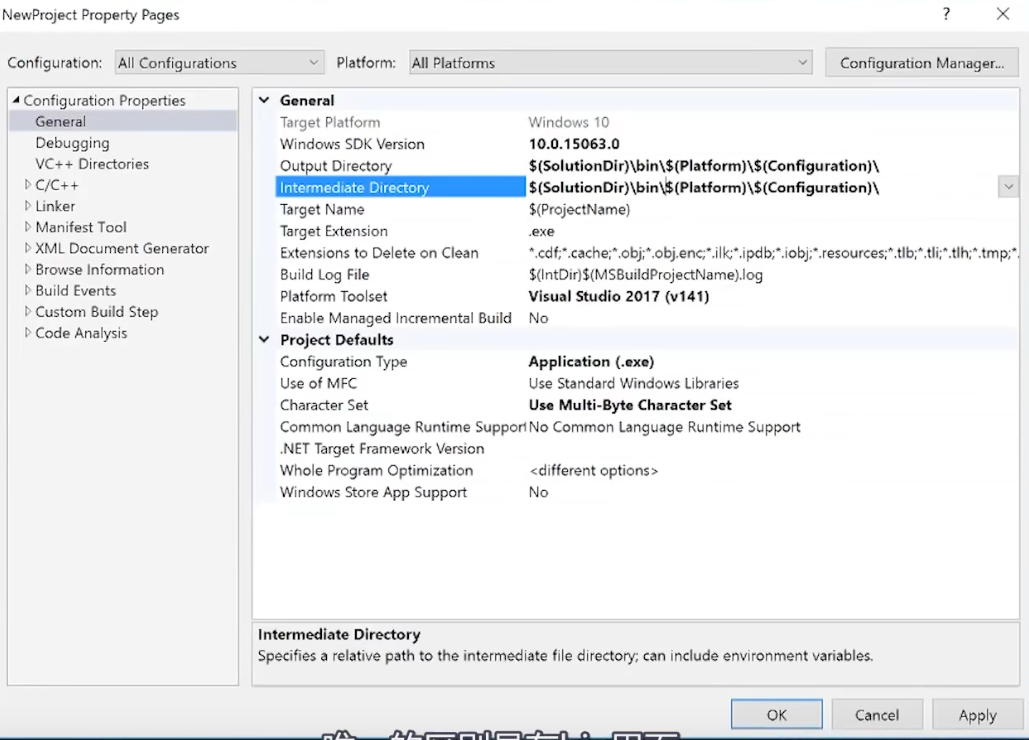 NewProject Property Pages ? ×
Configuration: All Configurations Platform: All Platforms Configuration Manager...
Configuration Properties
General
Debugging
VC++ Directories
C/C++
Linker
Manifest Tool
XML Document Generator
Browse Information
Build Events
Custom Build Step
Code Analysis
General
Target Platform Windows 10
Windows SDK Version 10.0.15063.0
Output Directory $(SolutionDir)\bin\$(Platform)\$(Configuration)\
Intermediate Directory $(SolutionDir)\bin\$(Platform)\$(Configuration)\
Target Name $(ProjectName)
Target Extension .exe
Extensions to Delete on Clean *.cdf;*.cache;*.obj;*.obj.enc;*.ilk;*.ipdb;*.iobj;*.resources;*.tlb;*.tli;*.tlh;*.tmp;*.
Build Log File $(IntDir)$(MSBuildProjectName).log
Platform Toolset Visual Studio 2017 (v141)
Enable Managed Incremental Build No
Project Defaults
Configuration Type Application (.exe)
Use of MFC Use Standard Windows Libraries
Character Set Use Multi-Byte Character Set
Common Language Runtime Support No Common Language Runtime Support
.NET Target Framework Version
Whole Program Optimization <different options>
Windows Store App Support No
Intermediate Directory
Specifies a relative path to the intermediate file directory; can include environment variables.
OK Cancel Apply